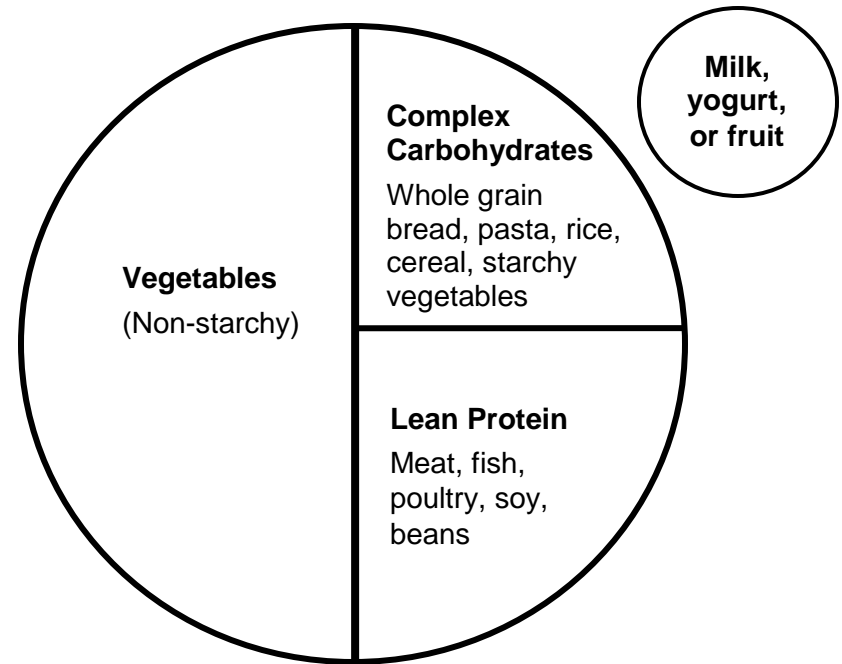 Vegetables
(Non-starchy)
Complex
Carbohydrates
Whole grain
bread, pasta, rice,
cereal, starchy
vegetables
Lean Protein
Meat, fish,
poultry, soy,
beans
Milk,
yogurt,
or fruit